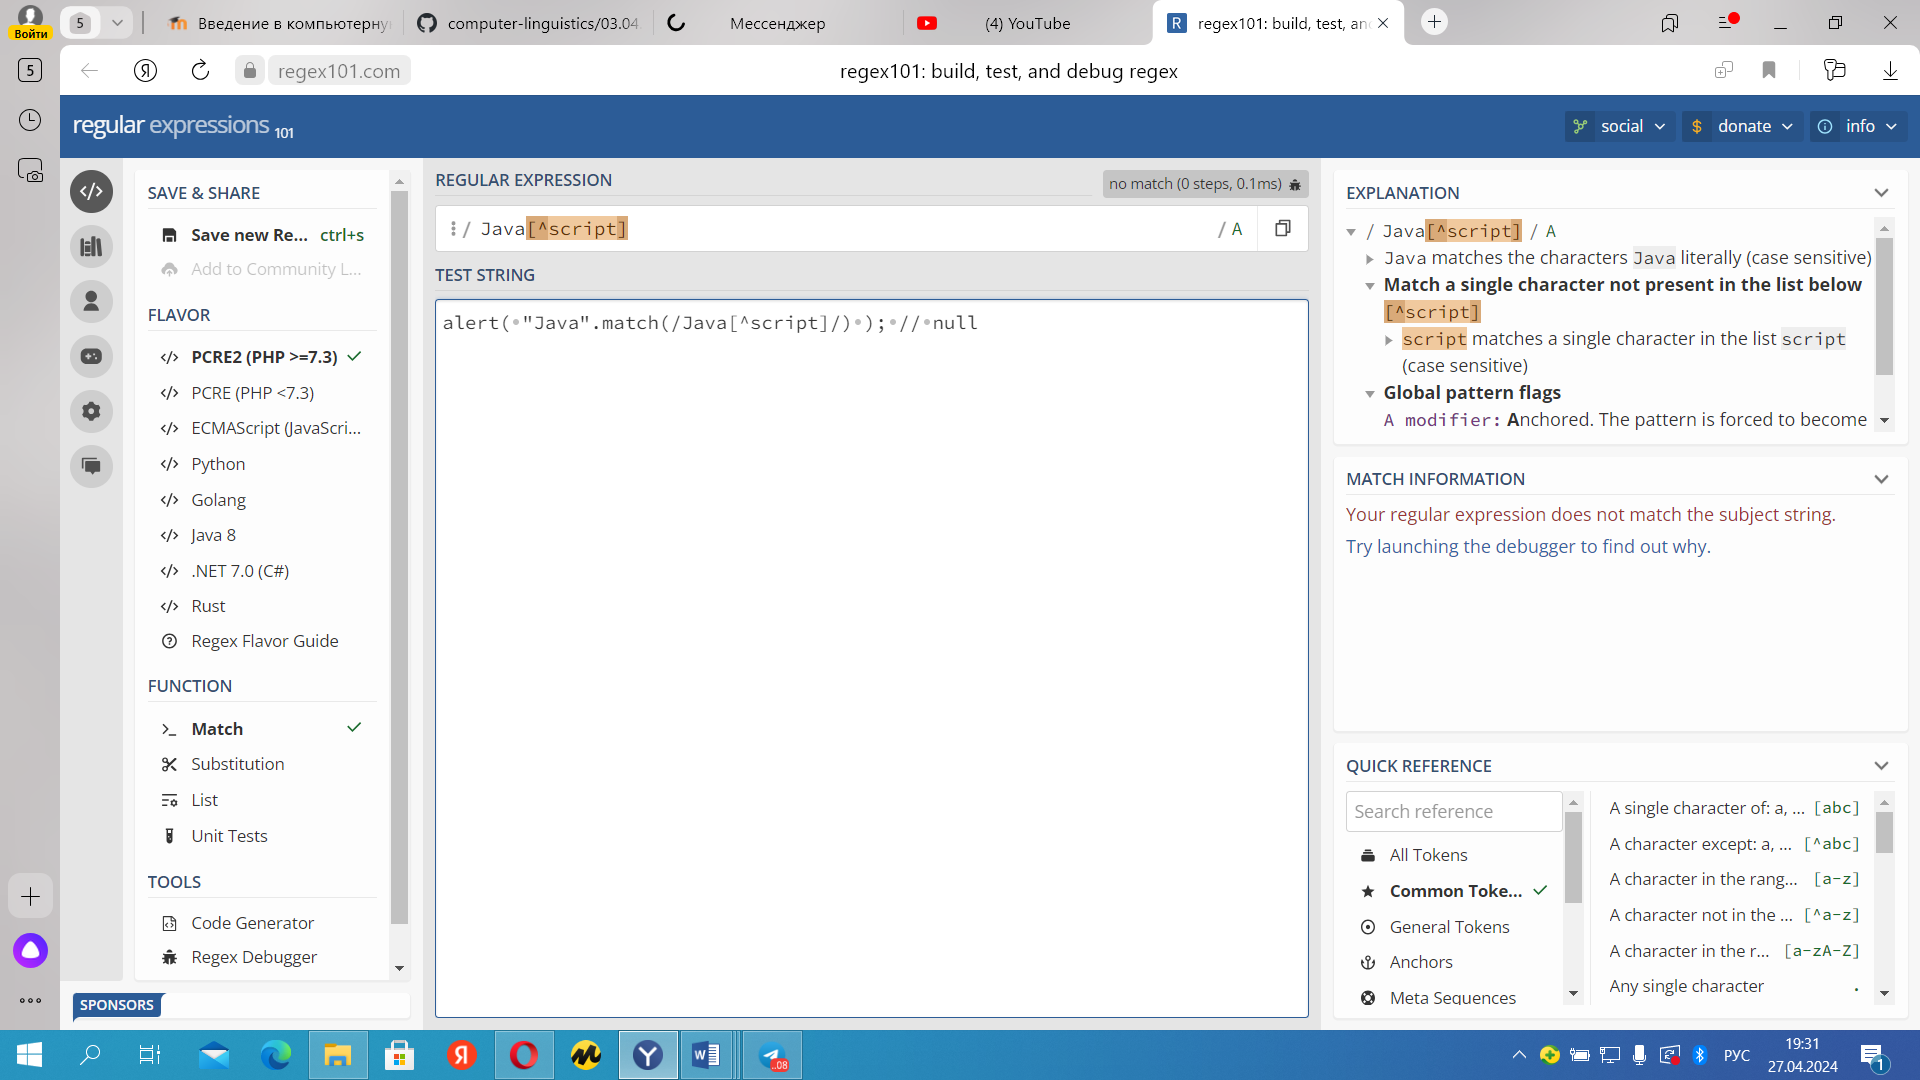 Войти
5
Введение в компьютерну
computer-linguistics/03.04
Мессенджер
(4) YouTube
R
regex101: build, test, an
5
Я
regex101.com
regex101: build, test, and debug regex
regular expressions 101
social
donate
info
SAVE & SHARE
Save new Re... ctrl+s
Add to Community L...
FLAVOR
PCRE2 (PHP >=7.3)
PCRE (PHP <7.3)
ECMAScript (JavaScri...
Python
Golang
Java 8
.NET 7.0 (C#)
Rust
Regex Flavor Guide
FUNCTION
Match
Substitution
List
Unit Tests
TOOLS
Code Generator
Regex Debugger
SPONSORS
REGULAR EXPRESSION
no match (0 steps, 0.1ms)
/ Java[^script] / A
TEST STRING
alert(•"Java".match(/Java[^script]/)•);•//•null
EXPLANATION
/ Java[^script] / A
Java matches the characters Java literally (case sensitive)
Match a single character not present in the list below
[^script]
script matches a single character in the list script
(case sensitive)
Global pattern flags
A modifier: Anchored. The pattern is forced to become
MATCH INFORMATION
Your regular expression does not match the subject string.
Try launching the debugger to find out why.
QUICK REFERENCE
Search reference
All Tokens
Common Toke...
General Tokens
Anchors
Meta Sequences
A single character of: a, ... [abc]
A character except: a, ... [^abc]
A character in the rang... [a-z]
A character not in the ... [^a-z]
A character in the r... [a-zA-Z]
Any single character .
РУС
19:31
27.04.2024
1